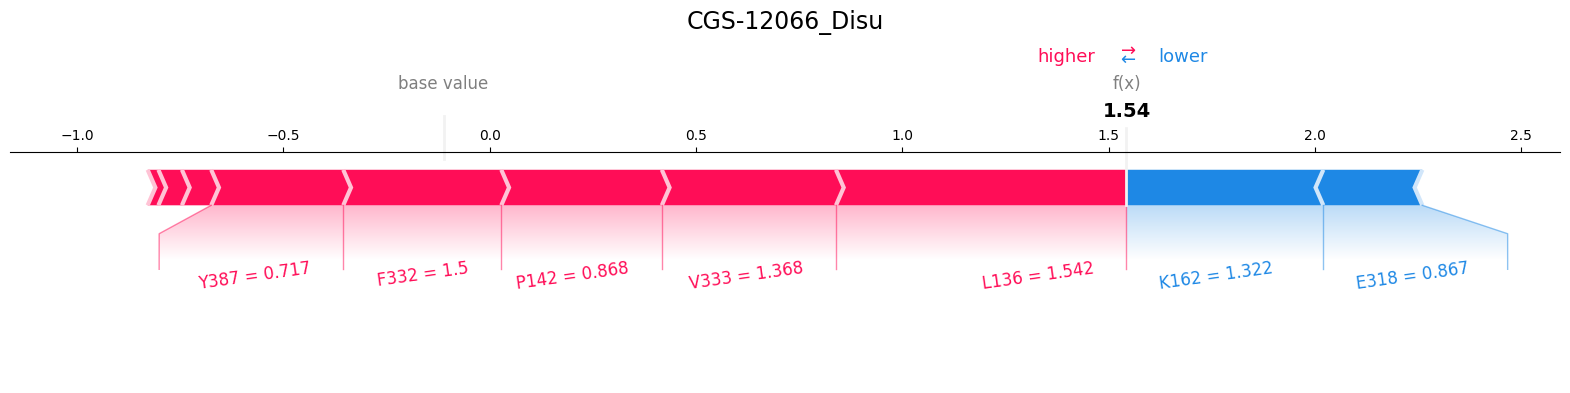 CGS-12066_Disu
higher ⇄ lower
base value f(x)
1.54
−1.0 −0.5 0.0 0.5 1.0 1.5 2.0 2.5
Y387 = 0.717 F332 = 1.5 P142 = 0.868 V333 = 1.368 L136 = 1.542 K162 = 1.322 E318 = 0.867